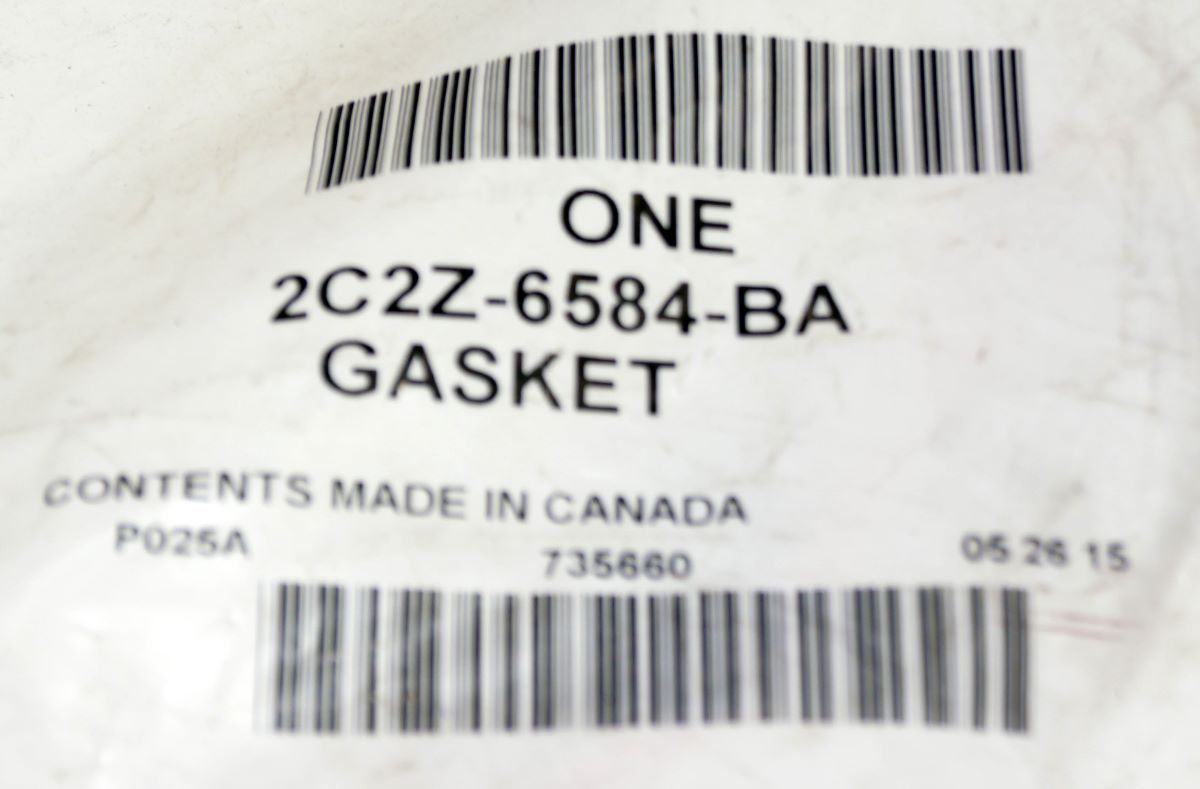 ONE
2C2Z-6584-BA
GASKET
CONTENTS MADE IN CANADA
P025A 735660 05 26 15